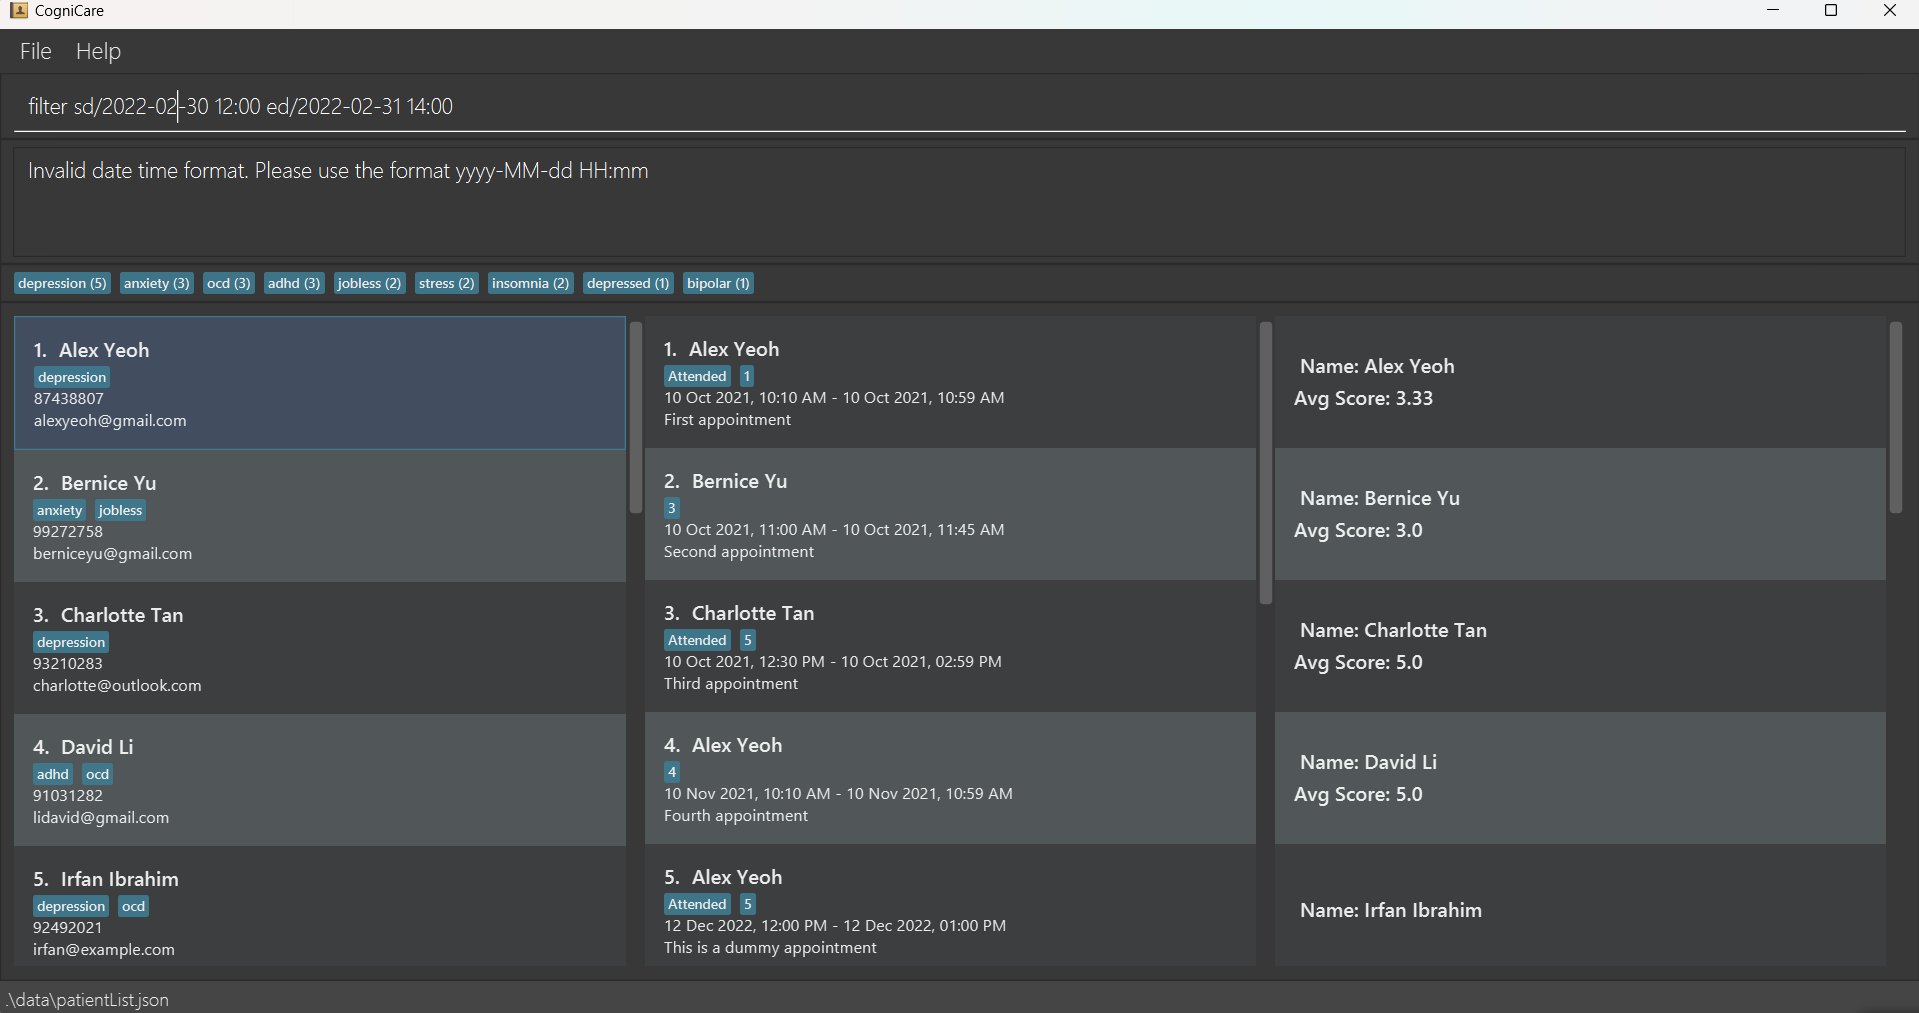 CogniCare
File Help
filter sd/2022-02-30 12:00 ed/2022-02-31 14:00
Invalid date time format. Please use the format yyyy-MM-dd HH:mm
depression (5) anxiety (3) ocd (3) adhd (3) jobless (2) stress (2) insomnia (2) depressed (1) bipolar (1)
1. Alex Yeoh
depression
87438807
alexyeoh@gmail.com
2. Bernice Yu
anxiety jobless
99272758
berniceyu@gmail.com
3. Charlotte Tan
depression
93210283
charlotte@outlook.com
4. David Li
adhd ocd
91031282
lidavid@gmail.com
5. Irfan Ibrahim
depression ocd
92492021
irfan@example.com
1. Alex Yeoh
Attended 1
10 Oct 2021, 10:10 AM - 10 Oct 2021, 10:59 AM
First appointment
2. Bernice Yu
3
10 Oct 2021, 11:00 AM - 10 Oct 2021, 11:45 AM
Second appointment
3. Charlotte Tan
Attended 5
10 Oct 2021, 12:30 PM - 10 Oct 2021, 02:59 PM
Third appointment
4. Alex Yeoh
4
10 Nov 2021, 10:10 AM - 10 Nov 2021, 10:59 AM
Fourth appointment
5. Alex Yeoh
Attended 5
12 Dec 2022, 12:00 PM - 12 Dec 2022, 01:00 PM
This is a dummy appointment
Name: Alex Yeoh
Avg Score: 3.33
Name: Bernice Yu
Avg Score: 3.0
Name: Charlotte Tan
Avg Score: 5.0
Name: David Li
Avg Score: 5.0
Name: Irfan Ibrahim
.\data\patientList.json